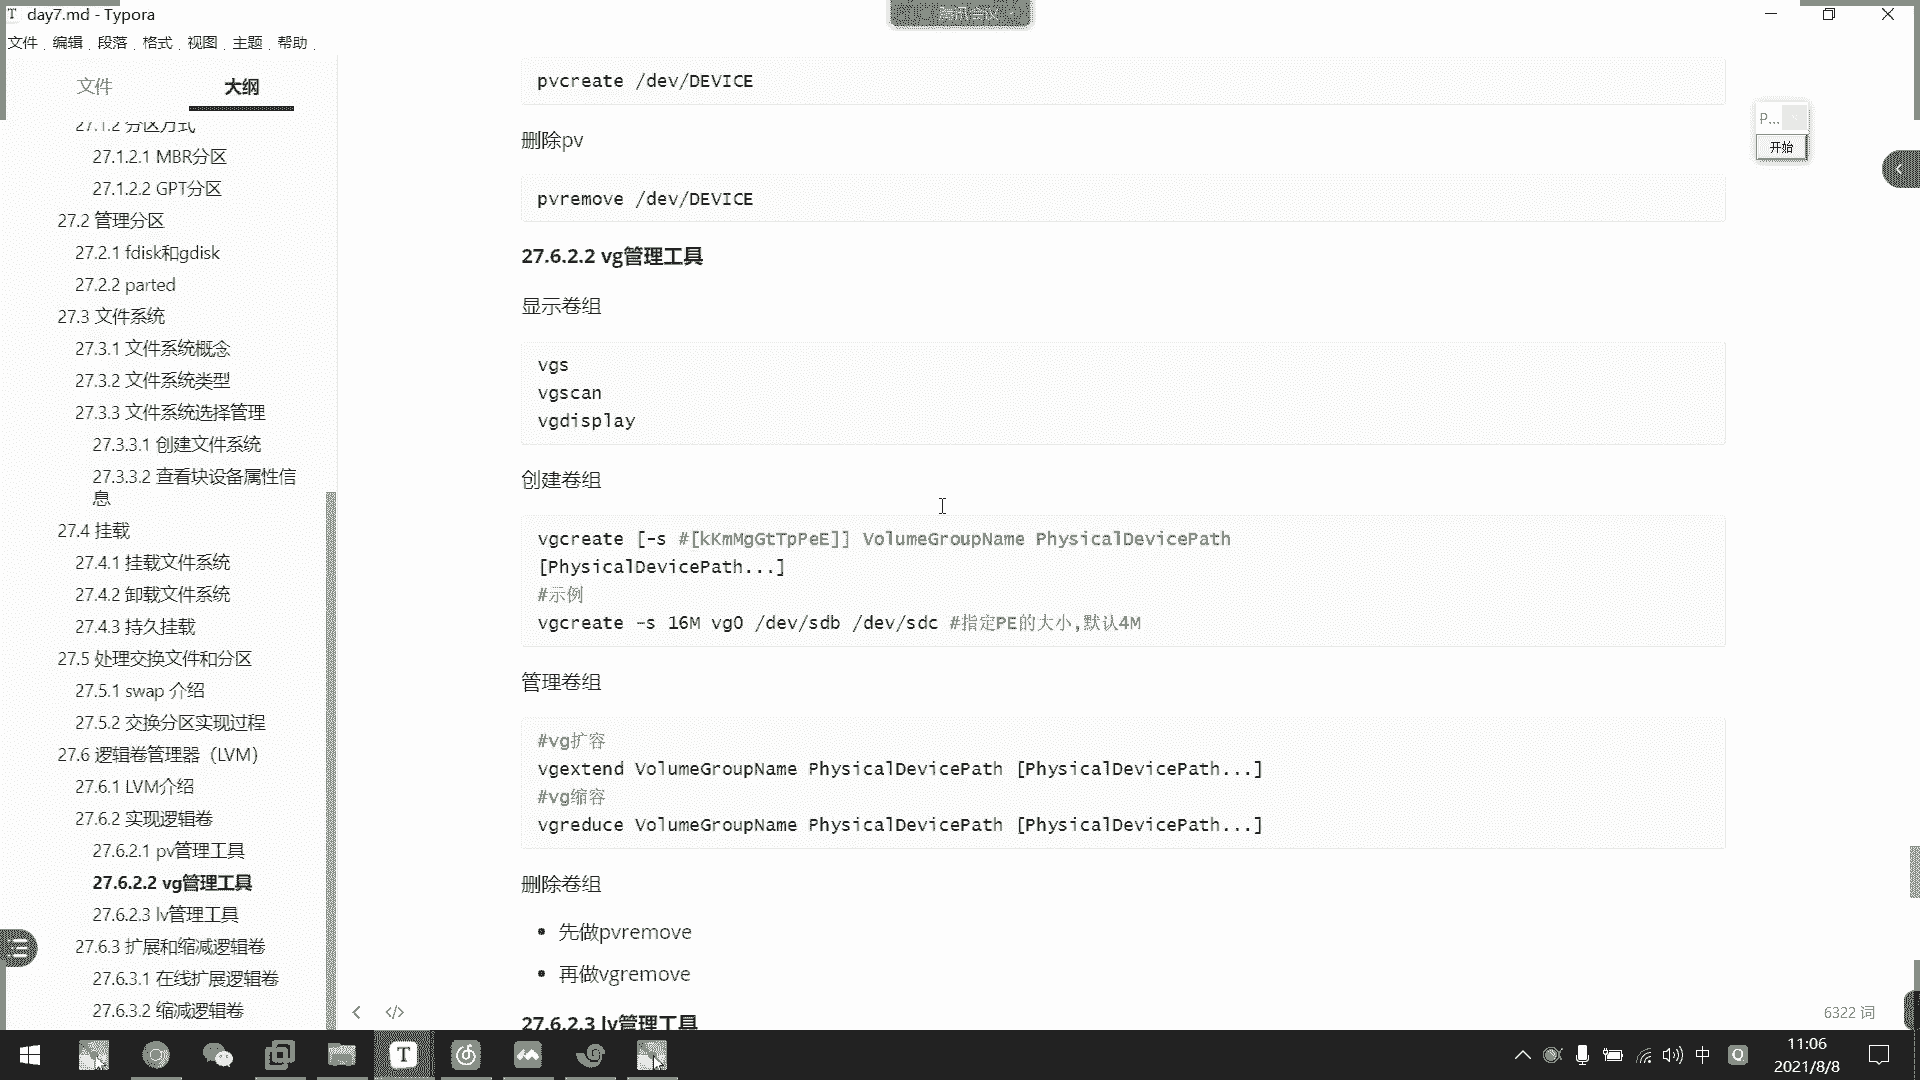 day7.md - Typora
腾讯会议
文件 编辑 段落 格式 视图 主题 帮助
文件 大纲
27.1.2 分区方式
27.1.2.1 MBR分区
27.1.2.2 GPT分区
27.2 管理分区
27.2.1 fdisk和gdisk
27.2.2 parted
27.3 文件系统
27.3.1 文件系统概念
27.3.2 文件系统类型
27.3.3 文件系统选择管理
27.3.3.1 创建文件系统
27.3.3.2 查看块设备属性信
息
27.4 挂载
27.4.1 挂载文件系统
27.4.2 卸载文件系统
27.4.3 持久挂载
27.5 处理交换文件和分区
27.5.1 swap 介绍
27.5.2 交换分区实现过程
27.6 逻辑卷管理器（LVM）
27.6.1 LVM介绍
27.6.2 实现逻辑卷
27.6.2.1 pv管理工具
27.6.2.2 vg管理工具
27.6.2.3 lv管理工具
27.6.3 扩展和缩减逻辑卷
27.6.3.1 在线扩展逻辑卷
27.6.3.2 缩减逻辑卷
pvcreate /dev/DEVICE
删除pv
pvremove /dev/DEVICE
27.6.2.2 vg管理工具
显示卷组
vgs
vgscan
vgdisplay
创建卷组
vgcreate [-s #[kKmMgGtTpPeE]] VolumeGroupName PhysicalDevicePath
[PhysicalDevicePath...]
#示例
vgcreate -s 16M vg0 /dev/sdb /dev/sdc #指定PE的大小,默认4M
管理卷组
#vg扩容
vgextend VolumeGroupName PhysicalDevicePath [PhysicalDevicePath...]
#vg缩容
vgreduce VolumeGroupName PhysicalDevicePath [PhysicalDevicePath...]
删除卷组
先做pvremove
再做vgremove
27.6.2.3 lv管理工具
P...
开始
6322 词
中
11:06
2021/8/8